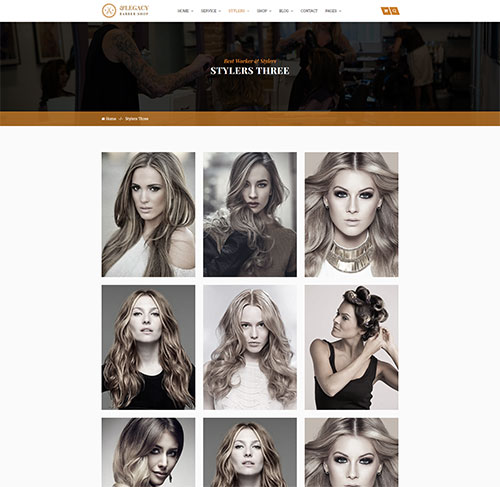 &LEGACY
BARBER SHOP
HOME
SERVICE
STYLERS
SHOP
BLOG
CONTACT
PAGES
Best Worker & Stylers
STYLERS THREE
Home
Stylers Three